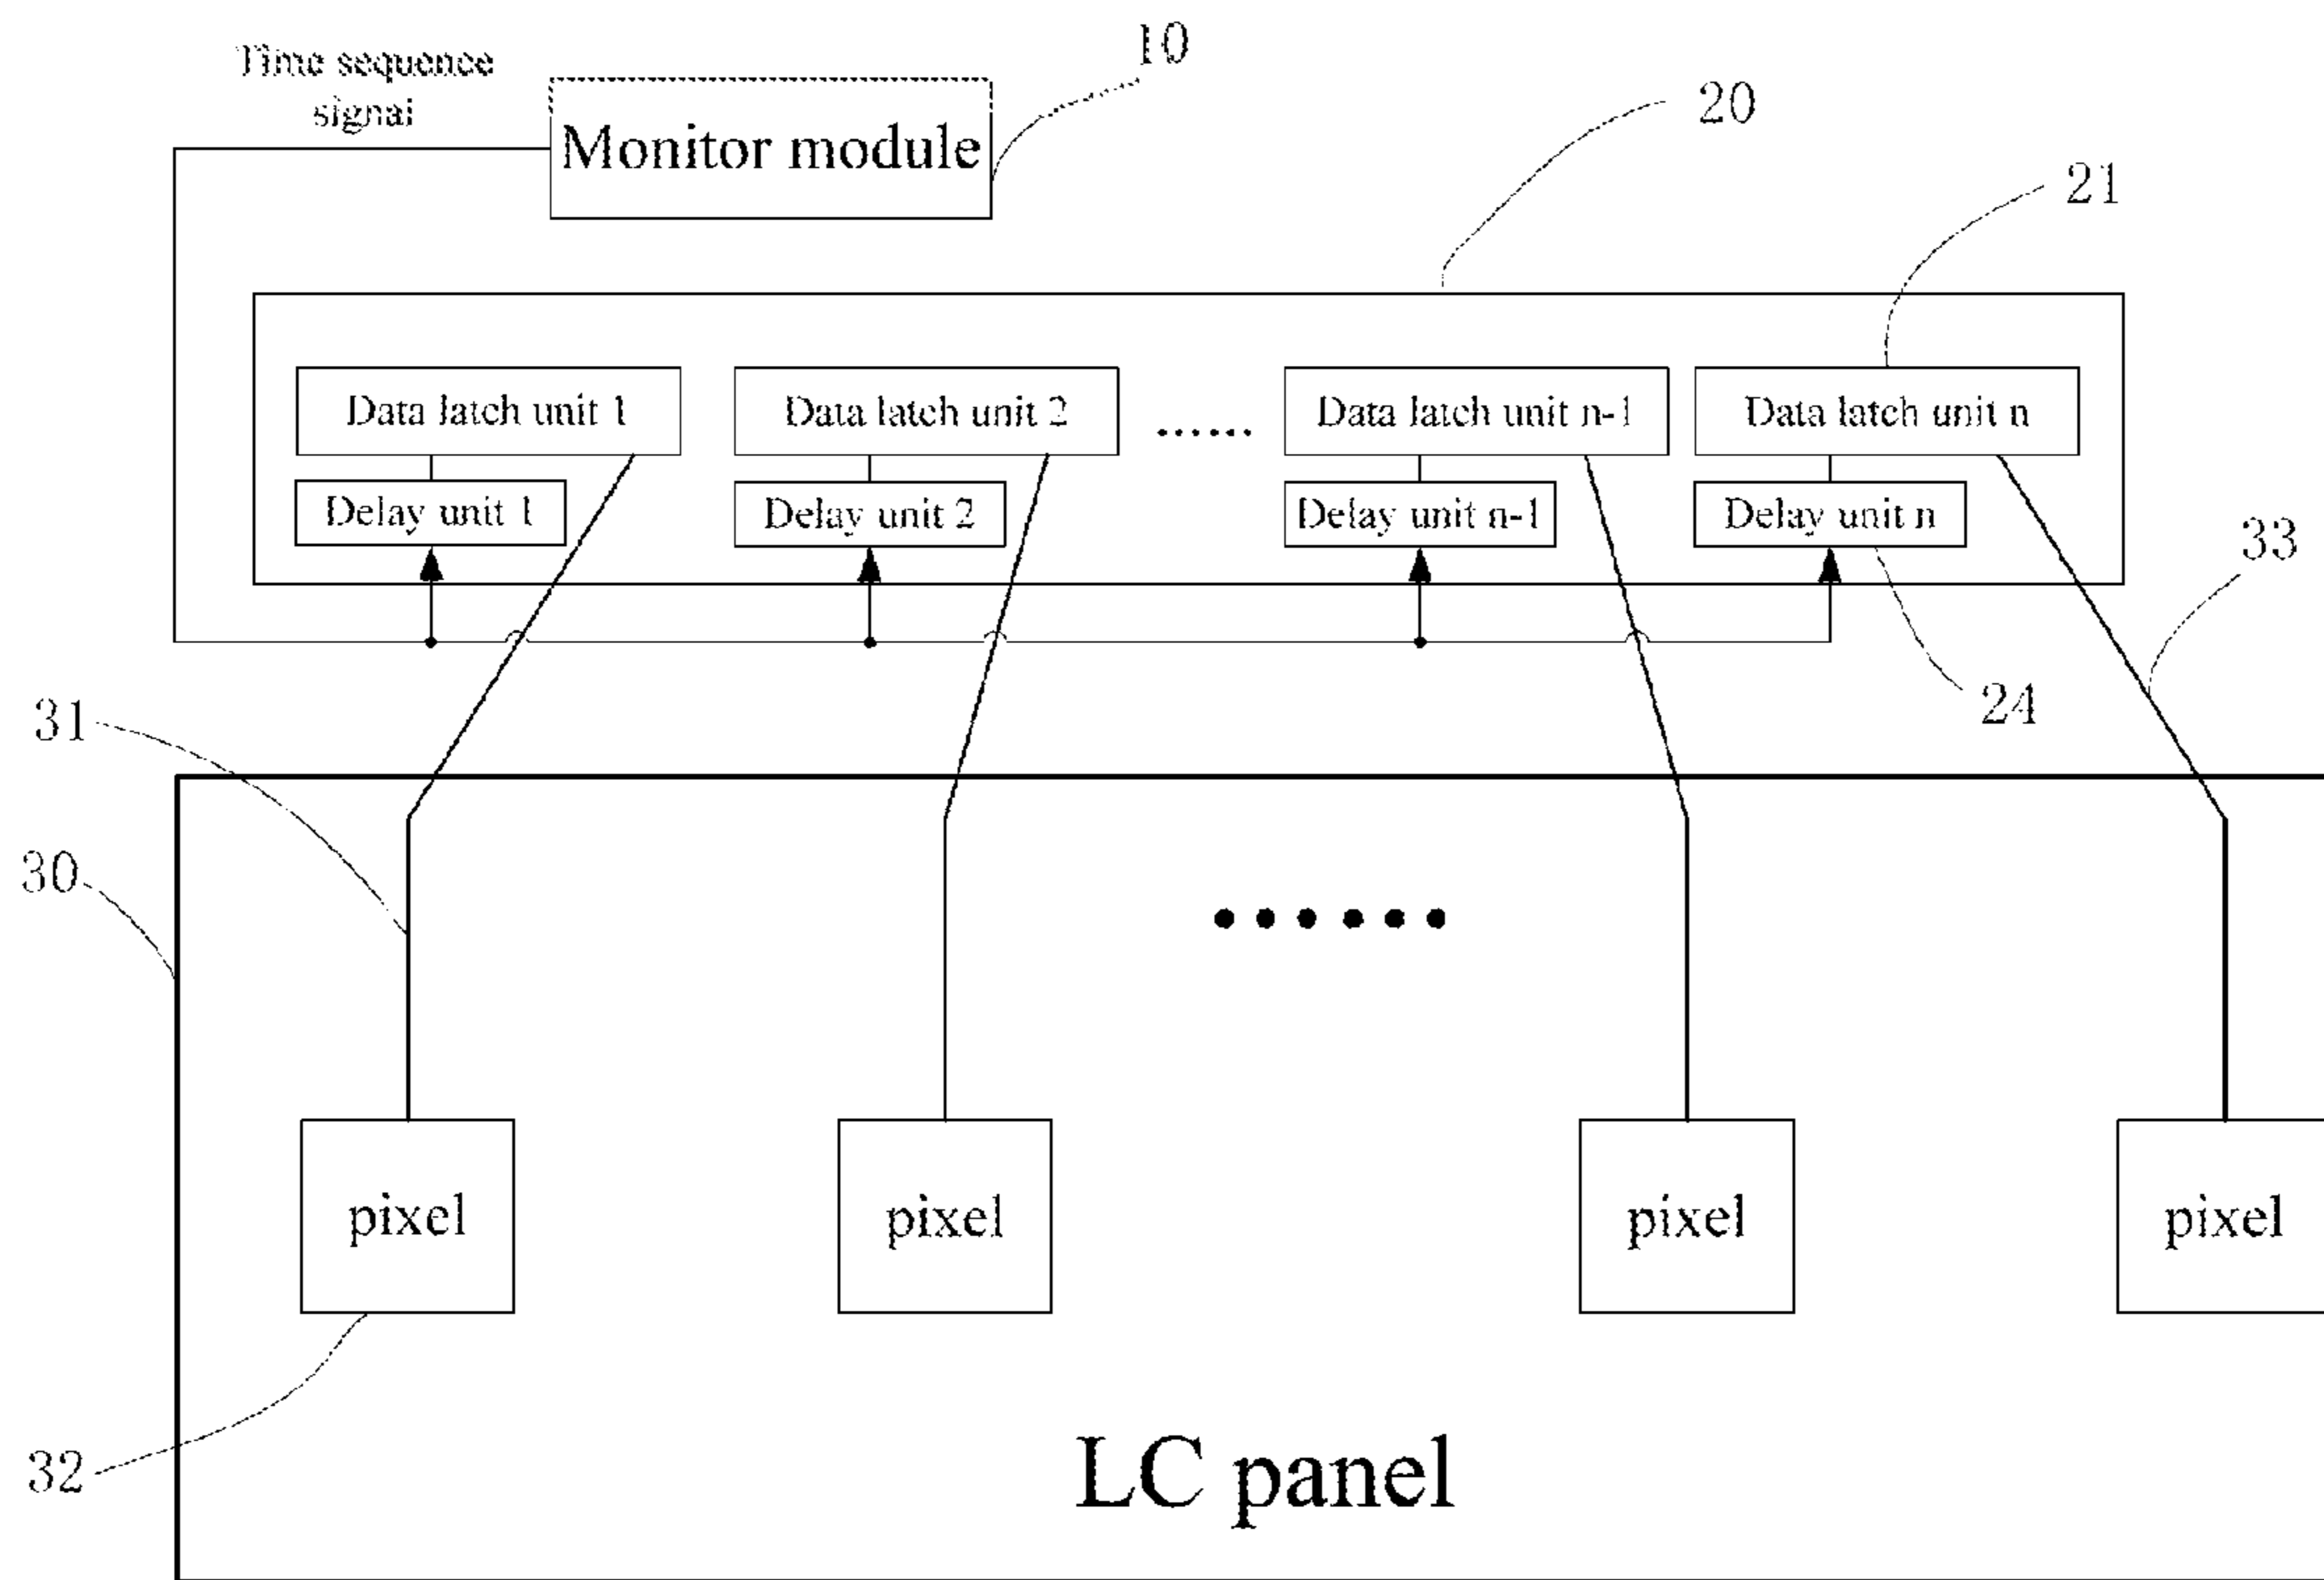 10
Time sequence
signal
Monitor module
20
21
Data latch unit 1
Data latch unit 2
......
Data latch unit n-1
Data latch unit n
Delay unit 1
Delay unit 2
Delay unit n-1
Delay unit n
33
24
31
30
......
pixel
pixel
pixel
pixel
32
LC panel